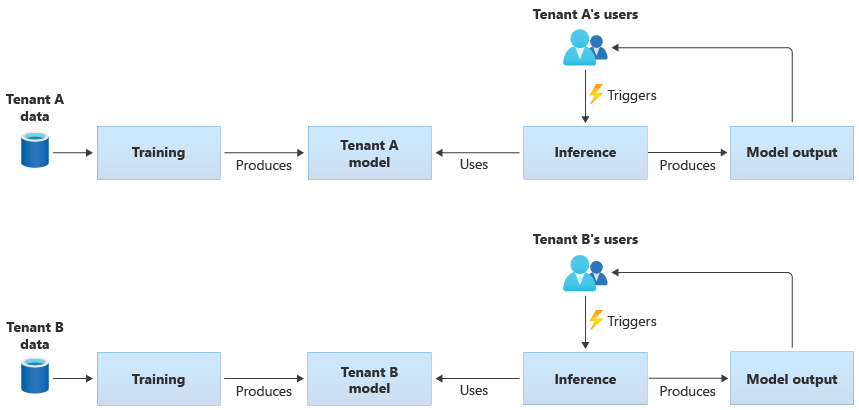 Tenant A's users
Triggers
Tenant A
data
Training
Produces
Tenant A
model
Uses
Inference
Produces
Model output
Tenant B's users
Triggers
Tenant B
data
Training
Produces
Tenant B
model
Uses
Inference
Produces
Model output